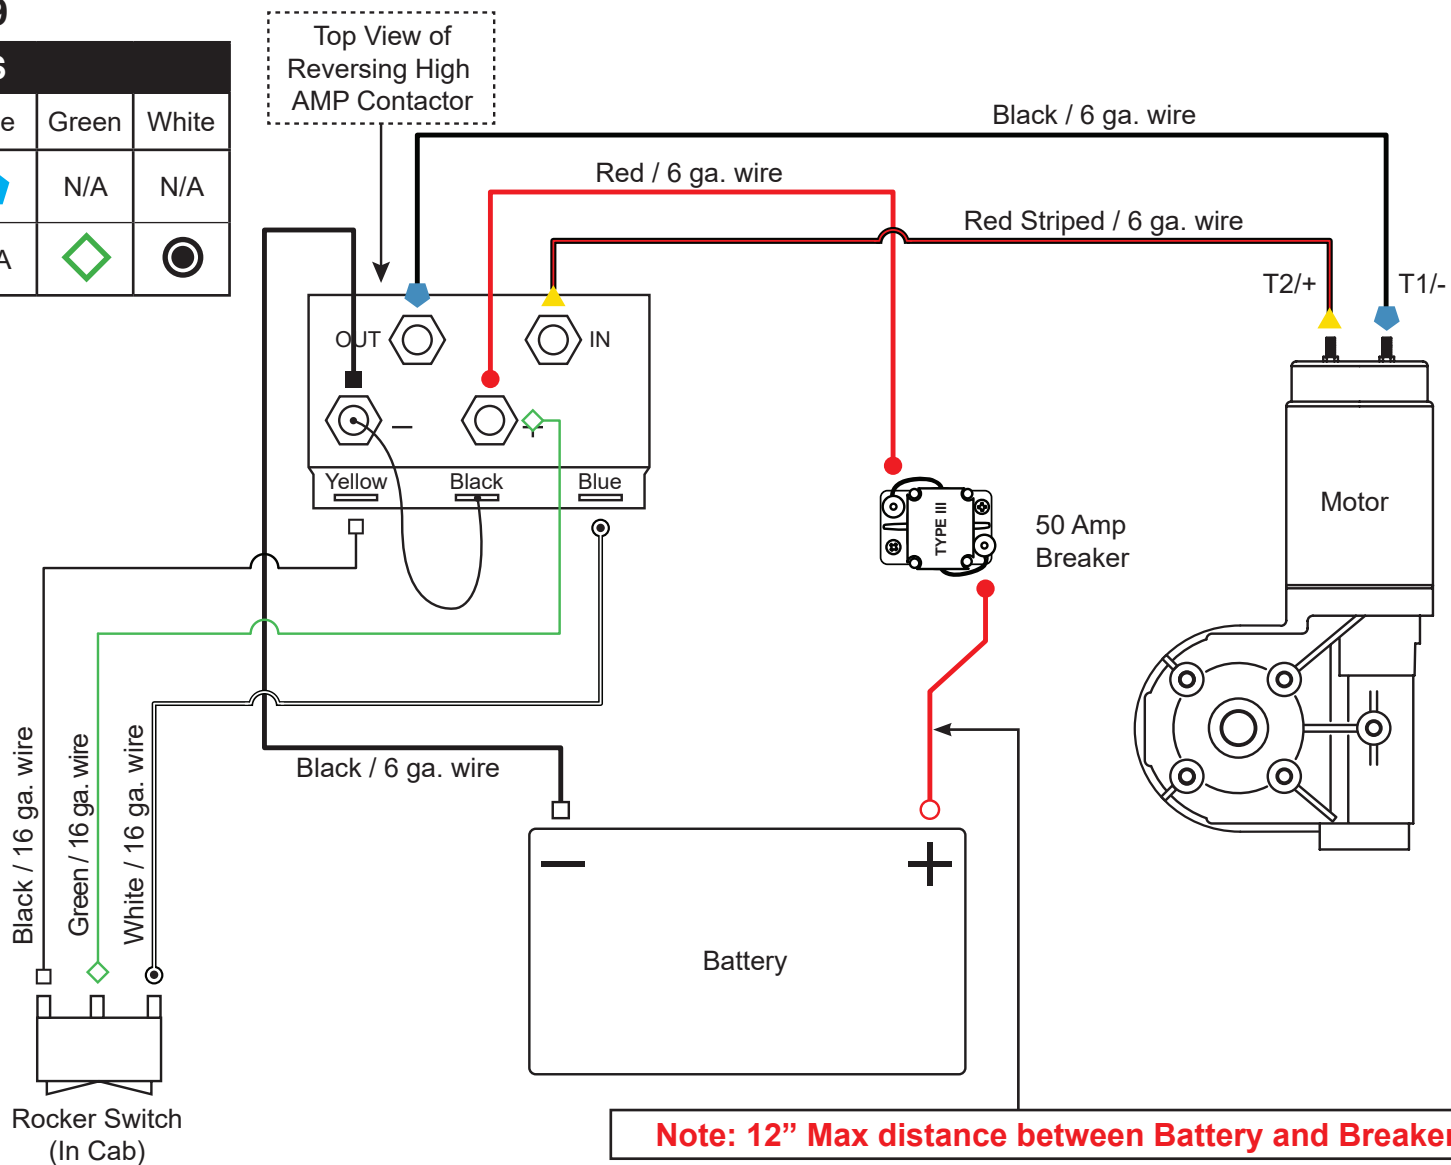 Top View of
Reversing High
AMP Contactor
Green White
N/A N/A
Black / 6 ga. wire
Red / 6 ga. wire
Red Striped / 6 ga. wire
T2/+ T1/-
OUT IN
− +
Yellow Black Blue
TYPE III
50 Amp
Breaker
Motor
Black / 16 ga. wire
Green / 16 ga. wire
White / 16 ga. wire
Black / 6 ga. wire
− +
Battery
Rocker Switch
(In Cab)
Note: 12” Max distance between Battery and Breaker